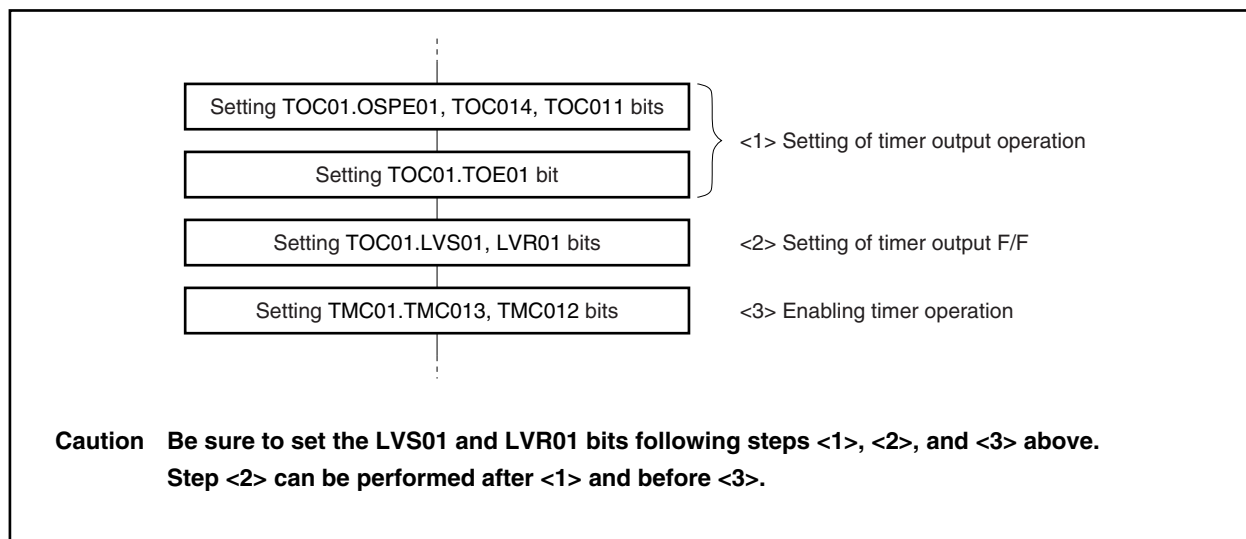 Setting TOC01.OSPE01, TOC014, TOC011 bits
<1> Setting of timer output operation
Setting TOC01.TOE01 bit
Setting TOC01.LVS01, LVR01 bits
<2> Setting of timer output F/F
Setting TMC01.TMC013, TMC012 bits
<3> Enabling timer operation
Caution Be sure to set the LVS01 and LVR01 bits following steps <1>, <2>, and <3> above.
Step <2> can be performed after <1> and before <3>.